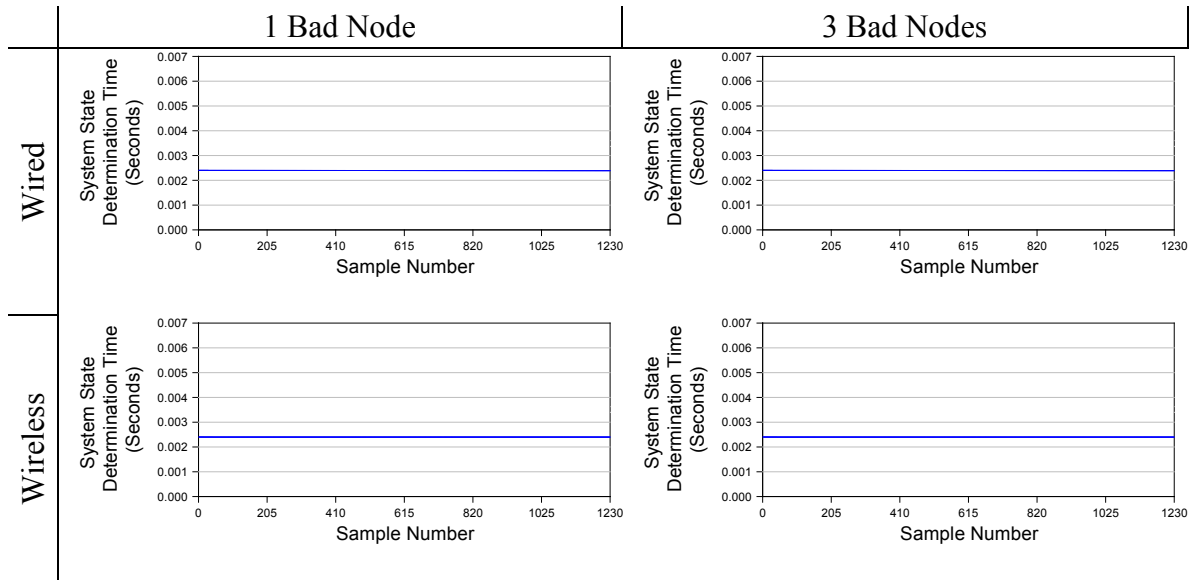 1 Bad Node
3 Bad Nodes
Wired
System State
Determination Time
(Seconds)
0.007
0.006
0.005
0.004
0.003
0.002
0.001
0.000
0 205 410 615 820 1025 1230
Sample Number
System State
Determination Time
(Seconds)
0.007
0.006
0.005
0.004
0.003
0.002
0.001
0.000
0 205 410 615 820 1025 1230
Sample Number
Wireless
System State
Determination Time
(Seconds)
0.007
0.006
0.005
0.004
0.003
0.002
0.001
0.000
0 205 410 615 820 1025 1230
Sample Number
System State
Determination Time
(Seconds)
0.007
0.006
0.005
0.004
0.003
0.002
0.001
0.000
0 205 410 615 820 1025 1230
Sample Number